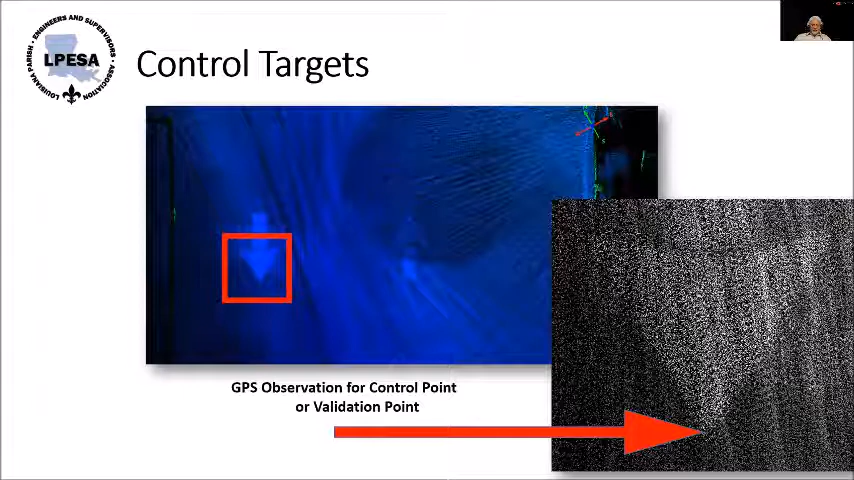 LOUISIANA PARISH · ENGINEERS AND SUPERVISORS · ASSOCIATION
LPESA
Control Targets
GPS Observation for Control Point
or Validation Point